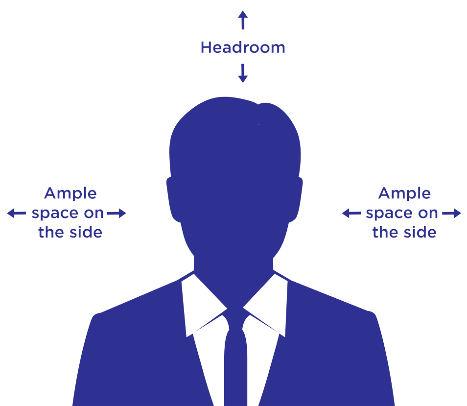 Headroom
Ample
space on
the side
Ample
space on
the side